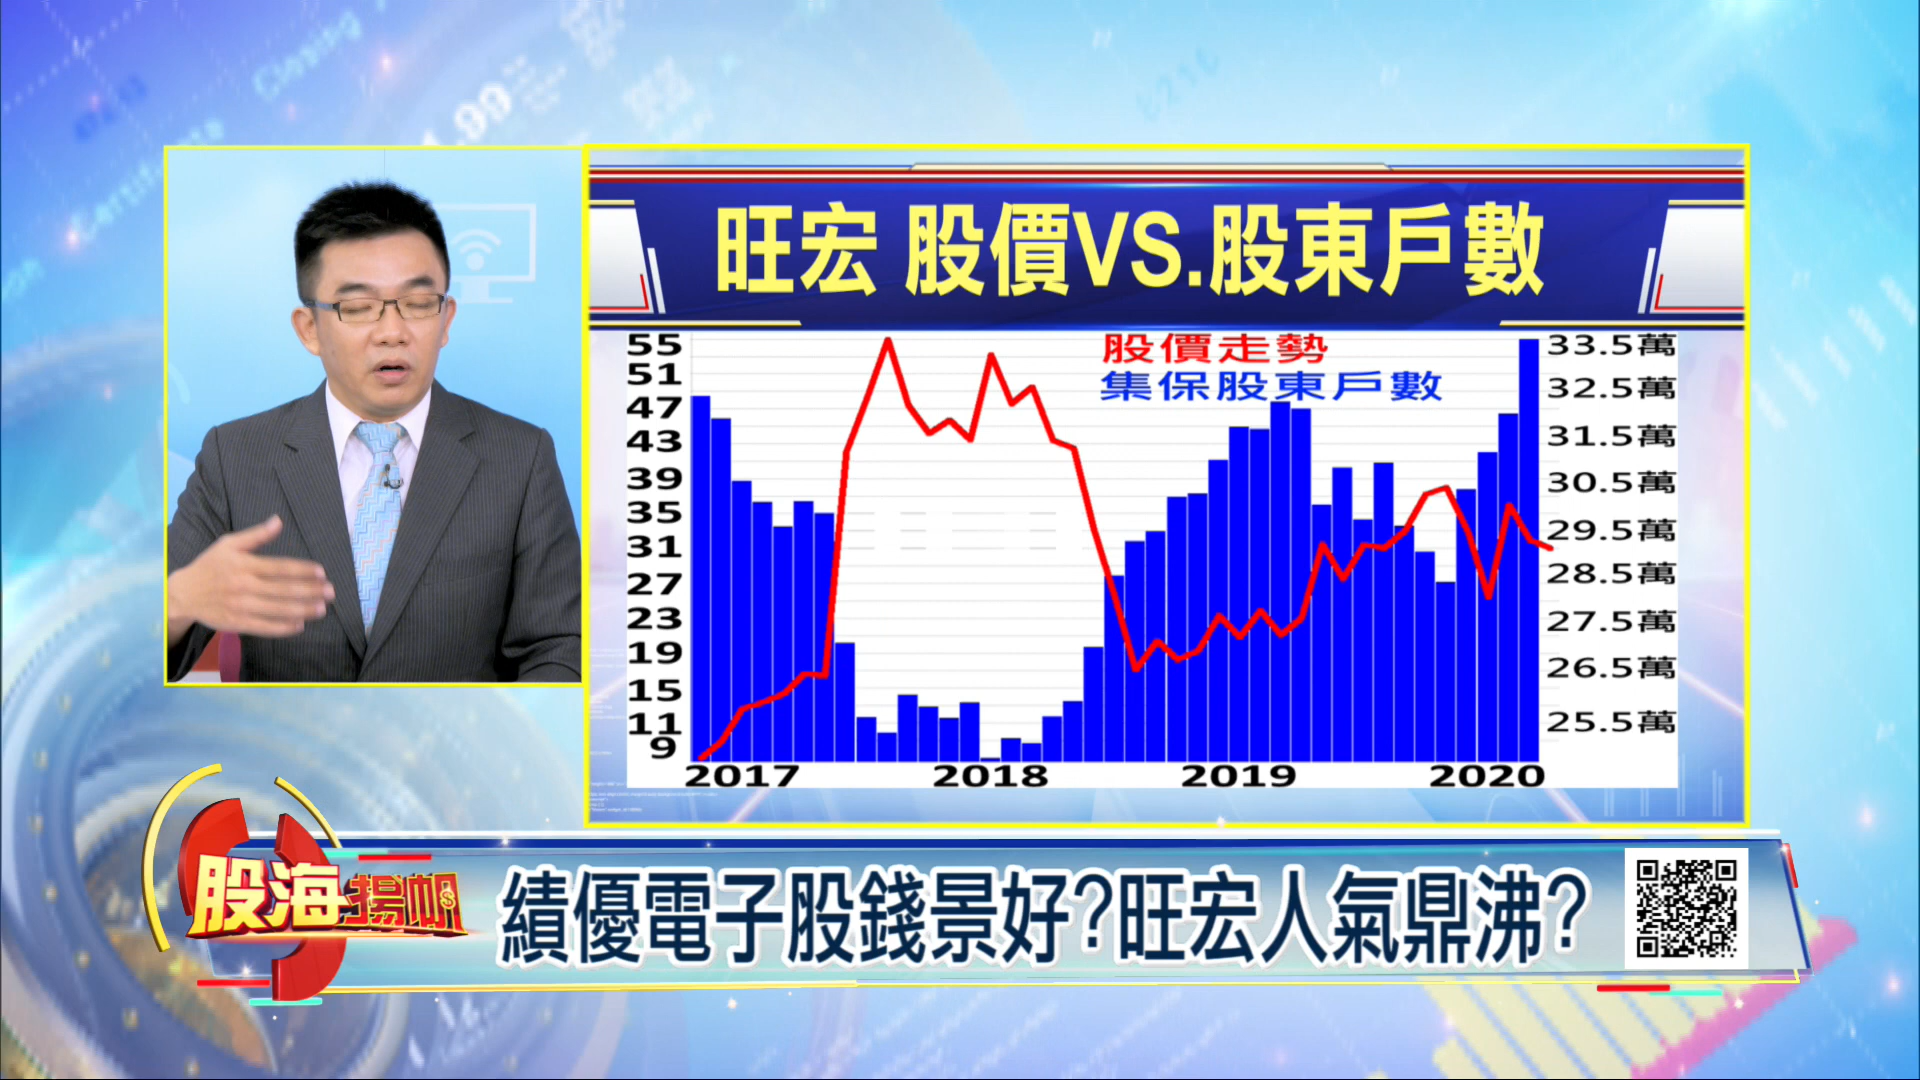 旺宏 股價VS.股東戶數
股價走勢
集保股東戶數
55
51
47
43
39
35
31
27
23
19
15
11
9
33.5萬
32.5萬
31.5萬
30.5萬
29.5萬
28.5萬
27.5萬
26.5萬
25.5萬
2017 2018 2019 2020
股海揚帆
績優電子股錢景好?旺宏人氣鼎沸?